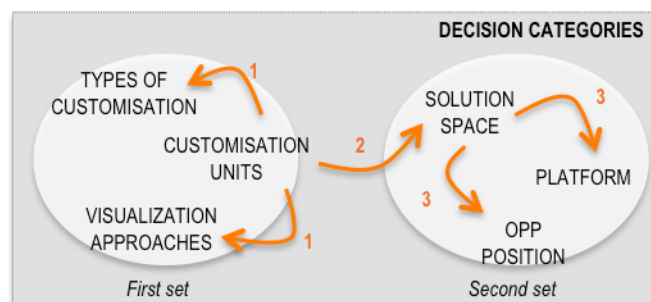 DECISION CATEGORIES
TYPES OF
CUSTOMISATION
1
CUSTOMISATION
UNITS
VISUALIZATION
APPROACHES
1
First set
2
SOLUTION
SPACE
3
PLATFORM
3
OPP
POSITION
Second set